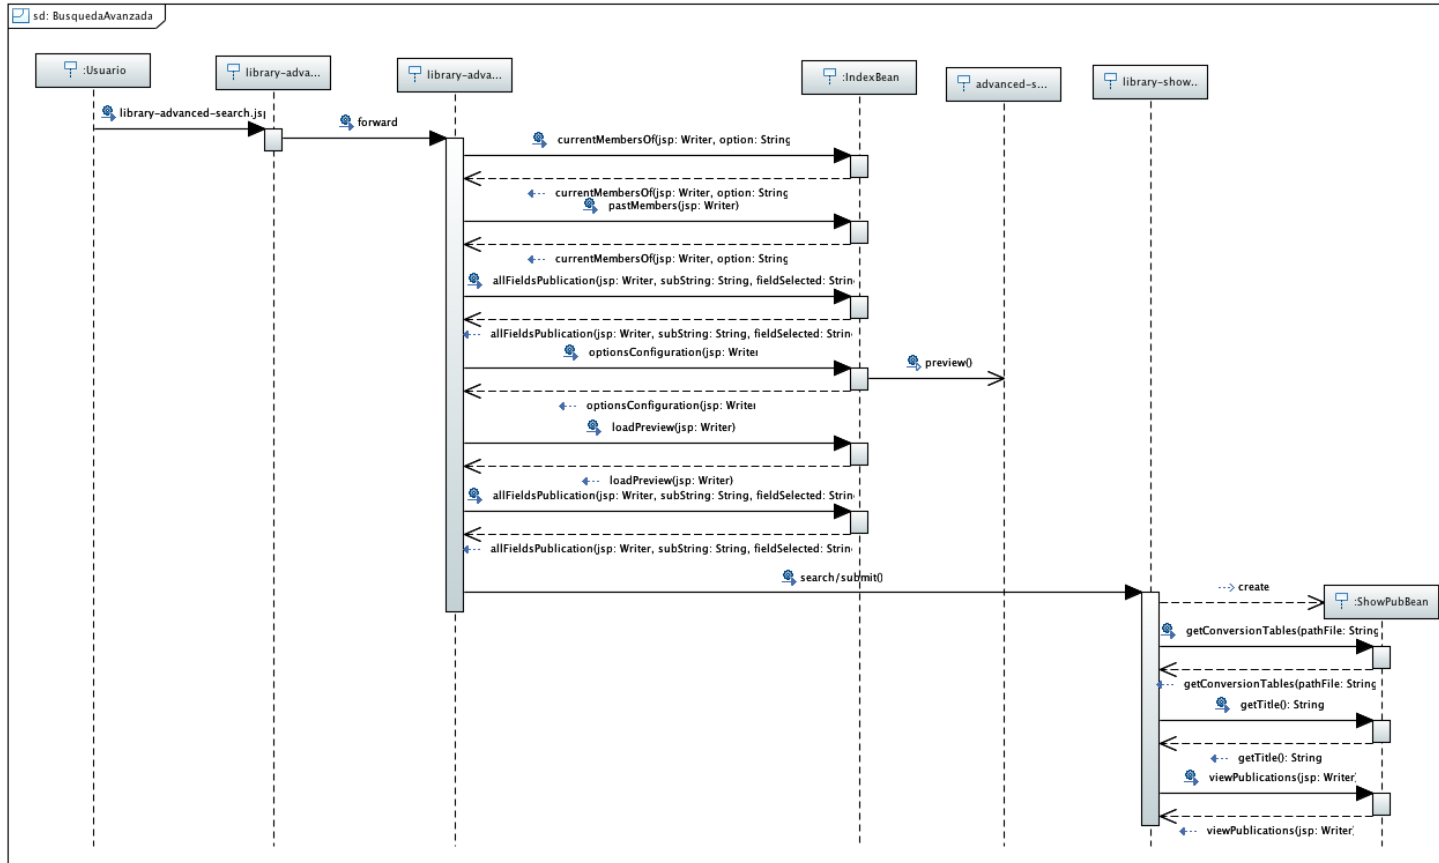 sd: BusquedaAvanzada
:Usuario
library-adva...
library-adva...
:IndexBean
advanced-s...
library-show..
library-advanced-search.jsp
forward
currentMembersOf(jsp: Writer, option: String
currentMembersOf(jsp: Writer, option: String
pastMembers(jsp: Writer)
currentMembersOf(jsp: Writer, option: String
allFieldsPublication(jsp: Writer, subString: String, fieldSelected: Strin
allFieldsPublication(jsp: Writer, subString: String, fieldSelected: Strin
optionsConfiguration(jsp: Writer
preview()
optionsConfiguration(jsp: Writer
loadPreview(jsp: Writer)
loadPreview(jsp: Writer)
allFieldsPublication(jsp: Writer, subString: String, fieldSelected: Strin
allFieldsPublication(jsp: Writer, subString: String, fieldSelected: Strin
search/submit()
create
:ShowPubBean
getConversionTables(pathFile: String
getConversionTables(pathFile: String
getTitle(): String
getTitle(): String
viewPublications(jsp: Writer)
viewPublications(jsp: Writer)